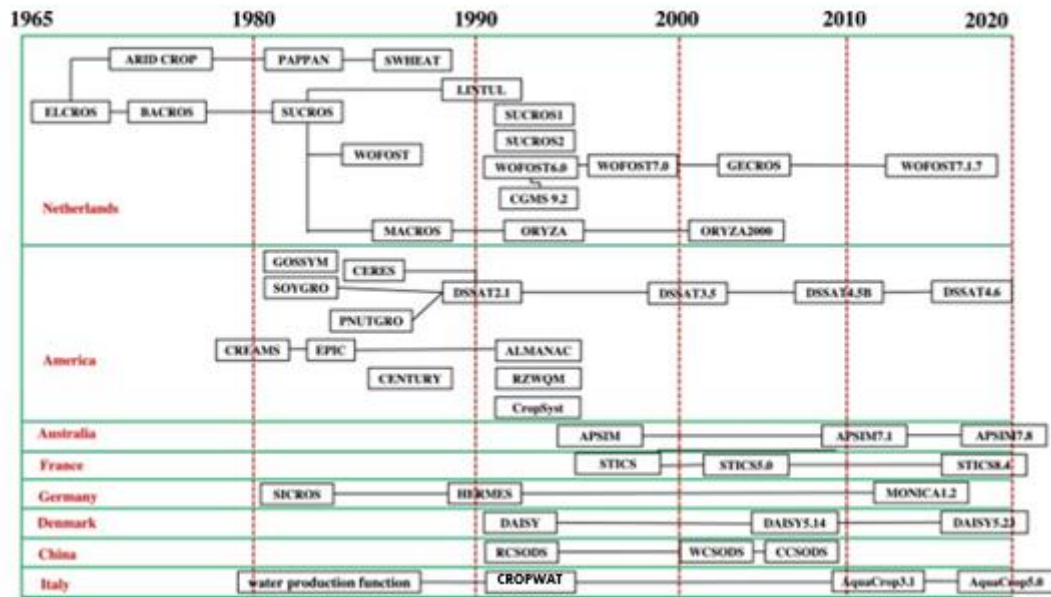 1965 1980 1990 2000 2010 2020
ARID CROP PAPPAN SWHEAT
LINTUL
ELCROS BACROS SUCROS SUCROS1
SUCROS2
WOFOST WOFOST6.0 WOFOST7.0 GECROS WOFOST7.1.7
CGMS 9.2
Netherlands
MACROS ORYZA ORYZA2000
GOSSYM
CERES
SOYGRO DSSAT2.1 DSSAT3.5 DSSAT4.5B DSSAT4.6
PNUTGRO
CREAMS EPIC ALMANAC
America
CENTURY RZWQM
CropSyst
Australia APSIM APSIM7.1 APSIM7.8
France STICS STICS5.0 STICS8.4
Germany SICROS HERMES MONICA1.2
Denmark DAISY DAISY5.14 DAISY5.23
China RCSODS WCSODS CCSODS
Italy water production function CROPWAT AquaCrop3.1 AquaCrop5.0